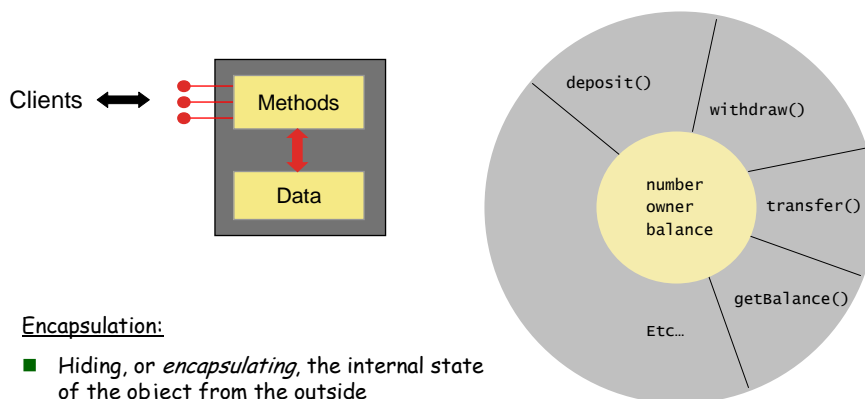 Clients
Methods
Data
deposit()
withdraw()
number
owner
balance
transfer()
getBalance()
Etc…
Encapsulation:
Hiding, or encapsulating, the internal state
of the object from the outside